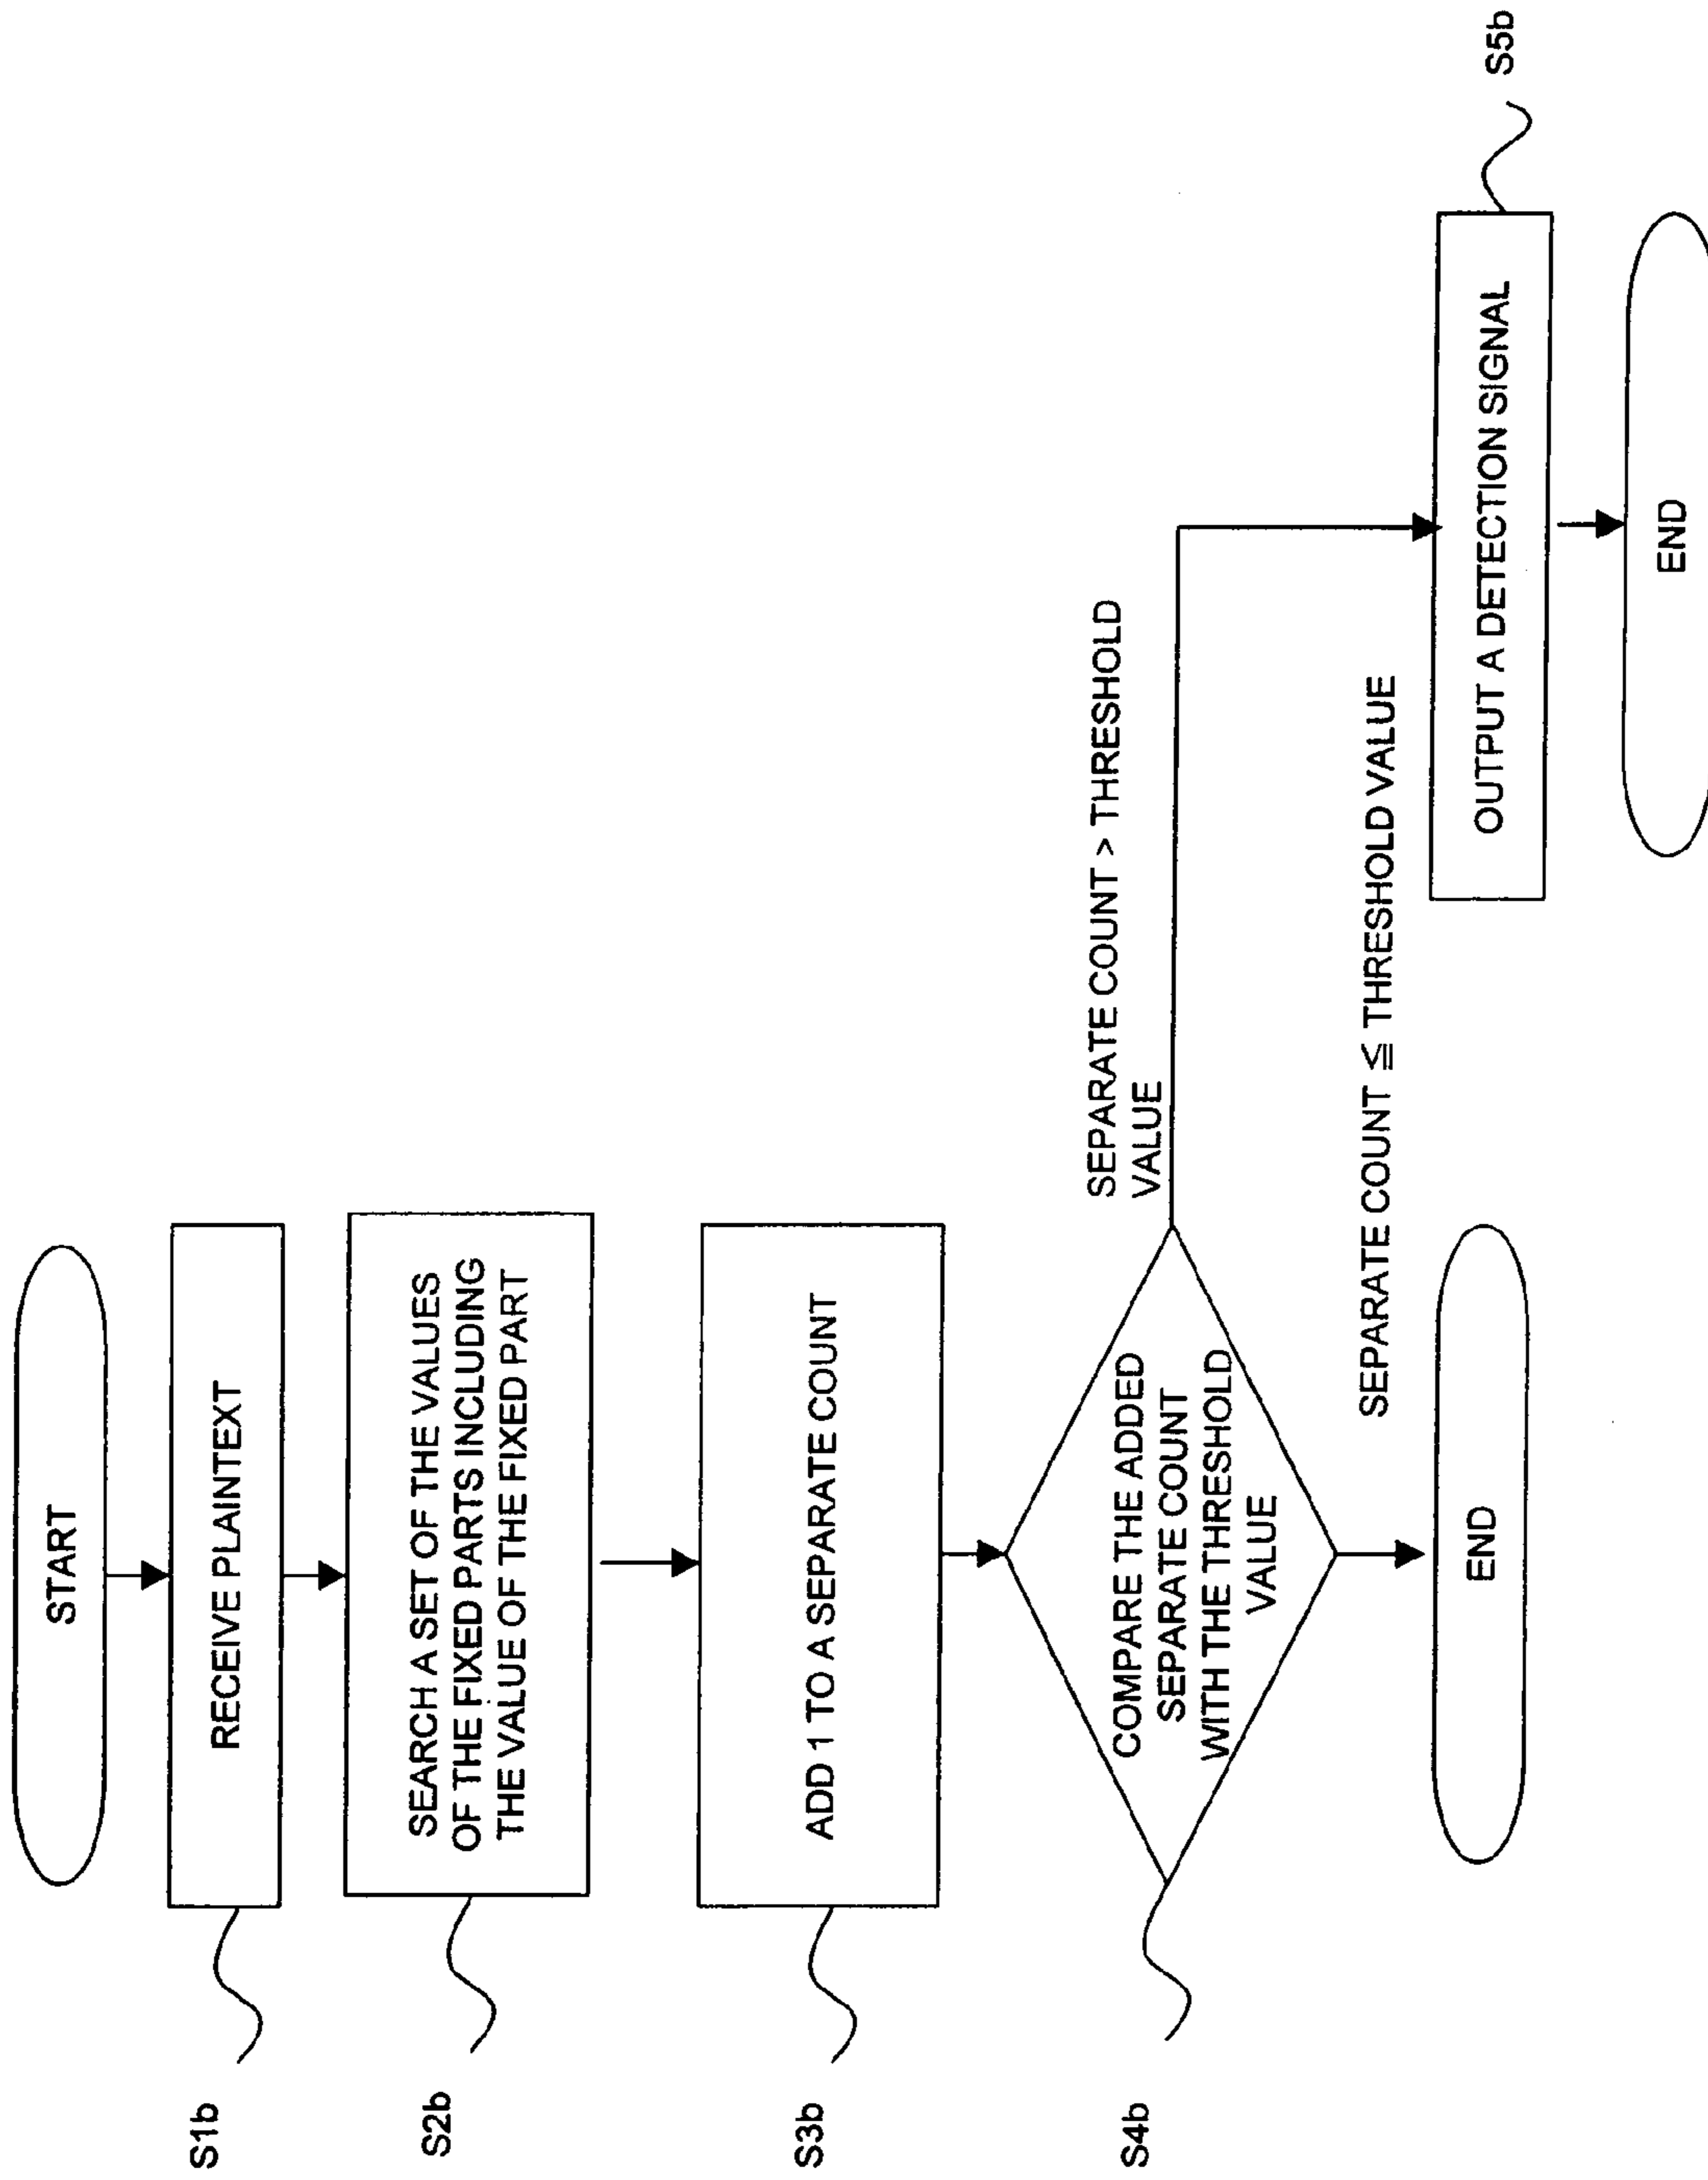 START
S1b
RECEIVE PLAINTEXT
S2b
SEARCH A SET OF THE VALUES
OF THE FIXED PARTS INCLUDING
THE VALUE OF THE FIXED PART
S3b
ADD 1 TO A SEPARATE COUNT
S4b
COMPARE THE ADDED
SEPARATE COUNT
WITH THE THRESHOLD
VALUE
SEPARATE COUNT > THRESHOLD
VALUE
SEPARATE COUNT ≦ THRESHOLD VALUE
END
OUTPUT A DETECTION SIGNAL
S5b
END